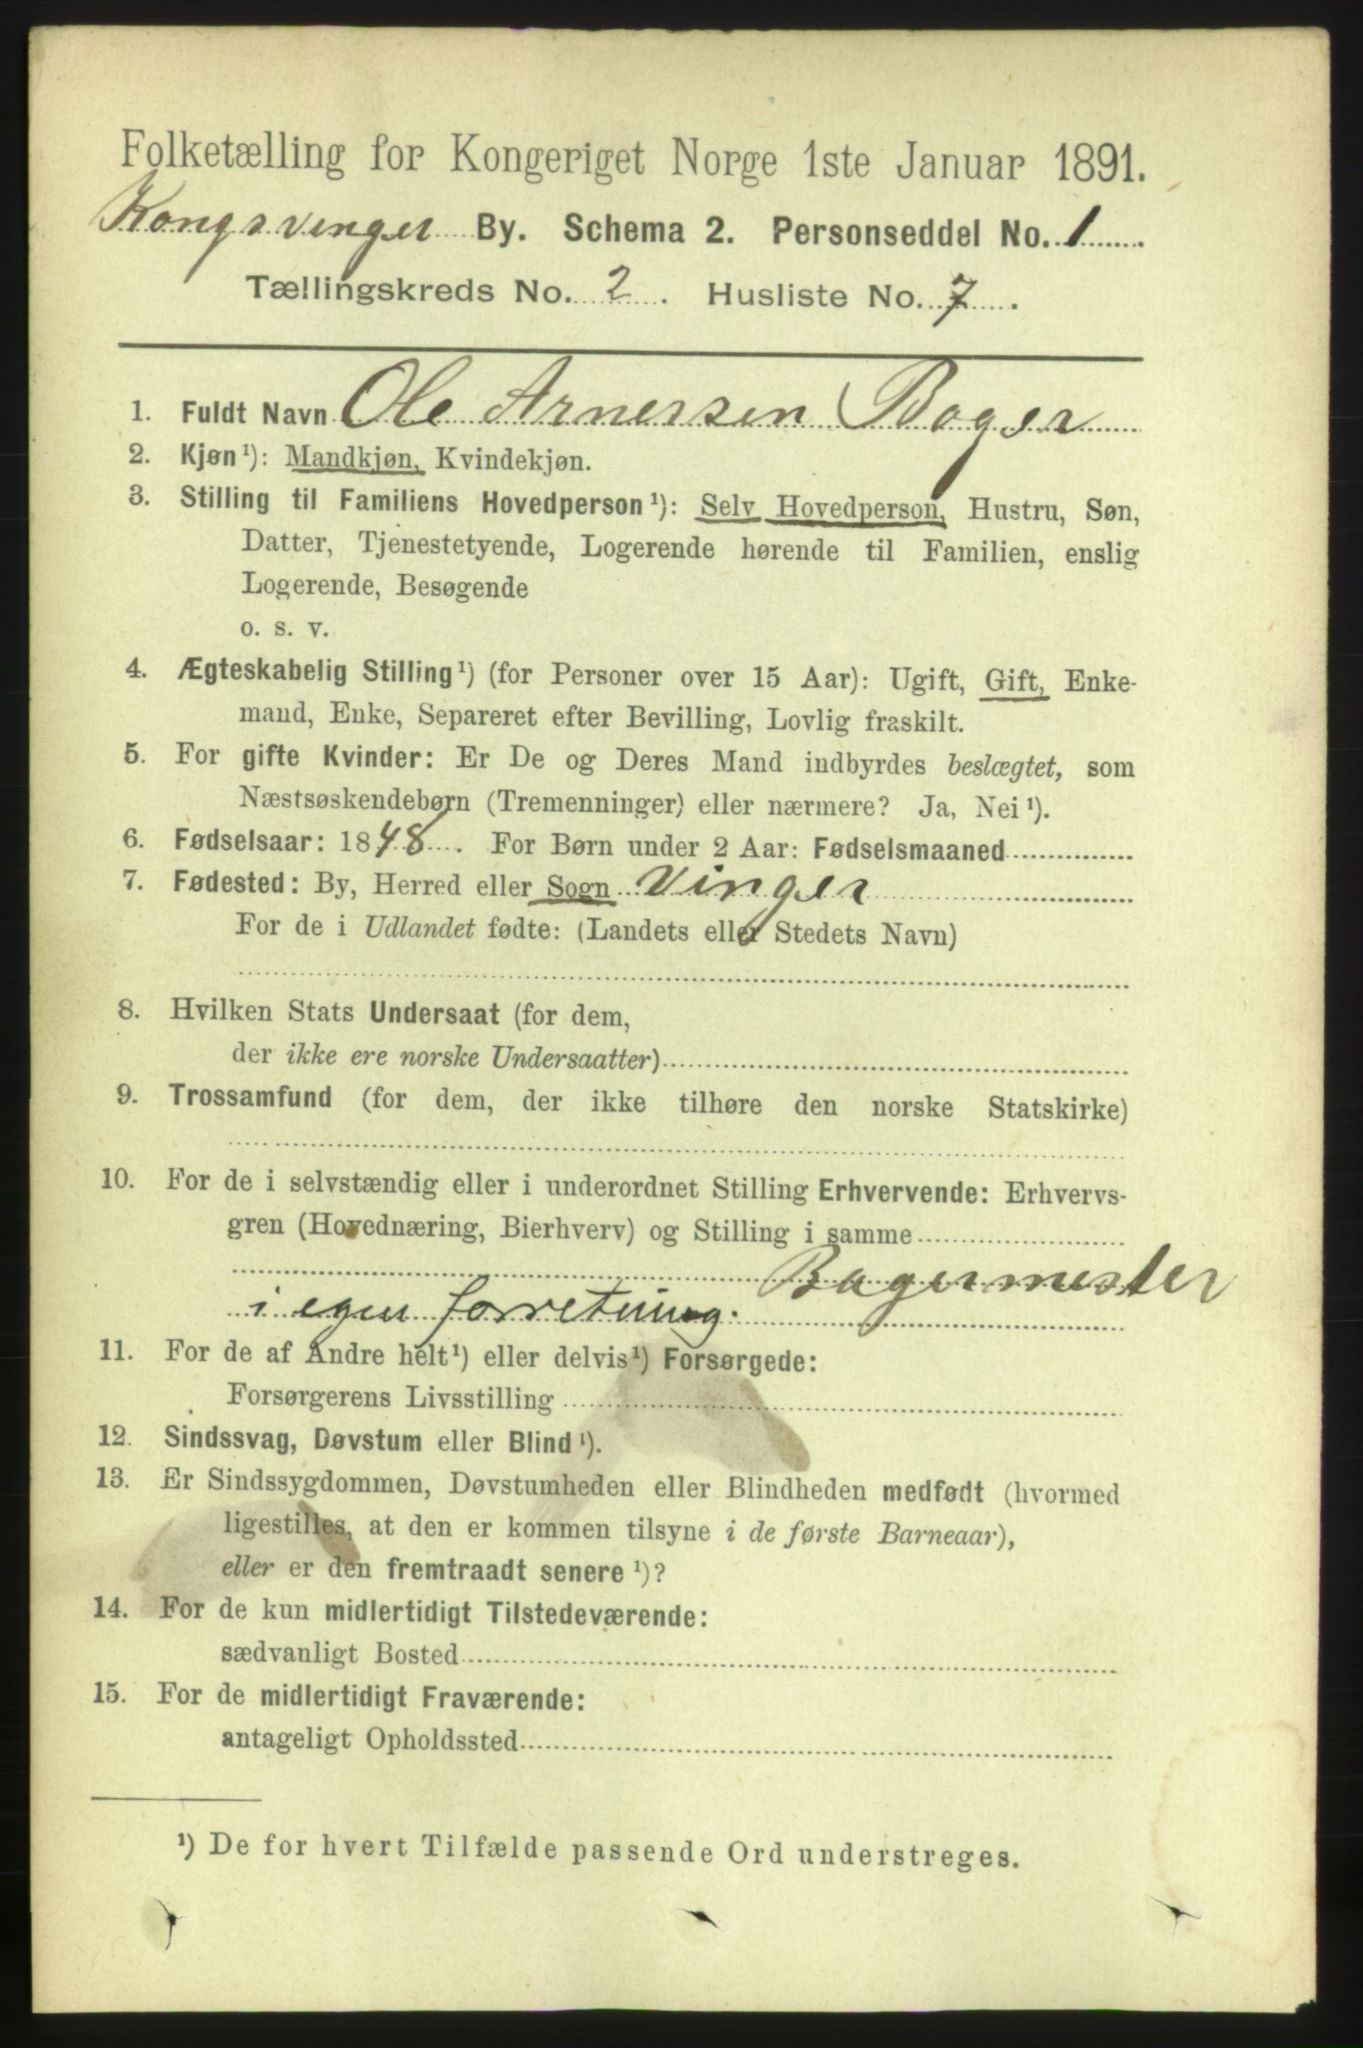 Folketælling for Kongeriget Norge 1ste Januar 1891.
Kongsvinger By. Schema 2. Personseddel No. 1
Tællingskreds No. 2. Husliste No. 7.
1. Fuldt Navn Ole Arnersen Bager
2. Kjøn¹): Mandkjøn, Kvindekjøn.
3. Stilling til Familiens Hovedperson¹): Selv Hovedperson, Hustru, Søn,
Datter, Tjenestetyende, Logerende hørende til Familien, enslig
Logerende, Besøgende
o. s. v.
4. Ægteskabelig Stilling¹) (for Personer over 15 Aar): Ugift, Gift, Enke-
mand, Enke, Separeret efter Bevilling, Lovlig fraskilt.
5. For gifte Kvinder: Er De og Deres Mand indbyrdes beslægtet, som
Næstsøskendebørn (Tremenninger) eller nærmere? Ja, Nei¹).
6. Fødselsaar: 1848. For Børn under 2 Aar: Fødselsmaaned
7. Fødested: By, Herred eller Sogn Vinger
For de i Udlandet fødte: (Landets eller Stedets Navn)
8. Hvilken Stats Undersaat (for dem,
der ikke ere norske Undersaatter)
9. Trossamfund (for dem, der ikke tilhøre den norske Statskirke)
10. For de i selvstændig eller i underordnet Stilling Erhvervende: Erhvervs-
gren (Hovednæring, Bierhverv) og Stilling i samme
Bagermester
i egen forretning.
11. For de af Andre helt¹) eller delvis¹) Forsørgede:
Forsørgerens Livsstilling
12. Sindssvag, Døvstum eller Blind¹).
13. Er Sindssygdommen, Døvstumheden eller Blindheden medfødt (hvormed
ligestilles, at den er kommen tilsyne i de første Barneaar),
eller er den fremtraadt senere¹)?
14. For de kun midlertidigt Tilstedeværende:
sædvanligt Bosted
15. For de midlertidigt Fraværende:
antageligt Opholdssted
¹) De for hvert Tilfælde passende Ord understreges.